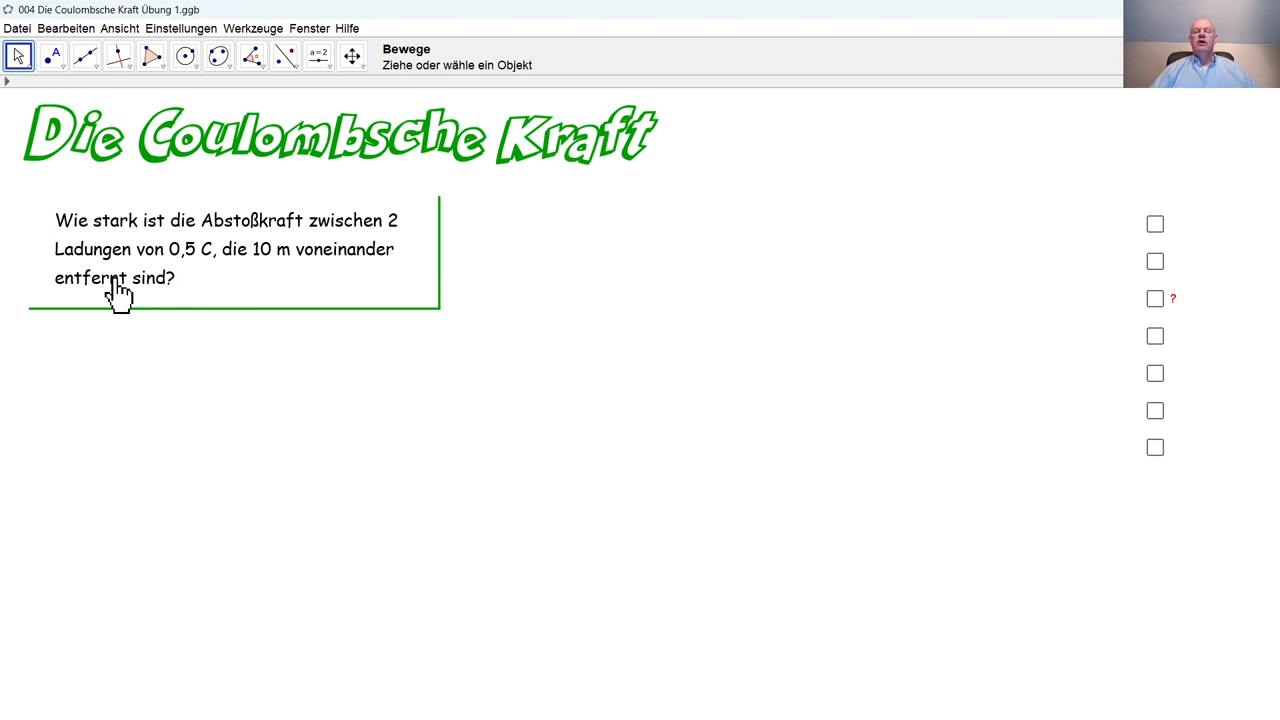 004 Die Coulombsche Kraft Übung 1.ggb
Datei Bearbeiten Ansicht Einstellungen Werkzeuge Fenster Hilfe
A
a=2
Bewege
Ziehe oder wähle ein Objekt
Die Coulombsche Kraft
Wie stark ist die Abstoßkraft zwischen 2
Ladungen von 0,5 C, die 10 m voneinander
entfernt sind?
?